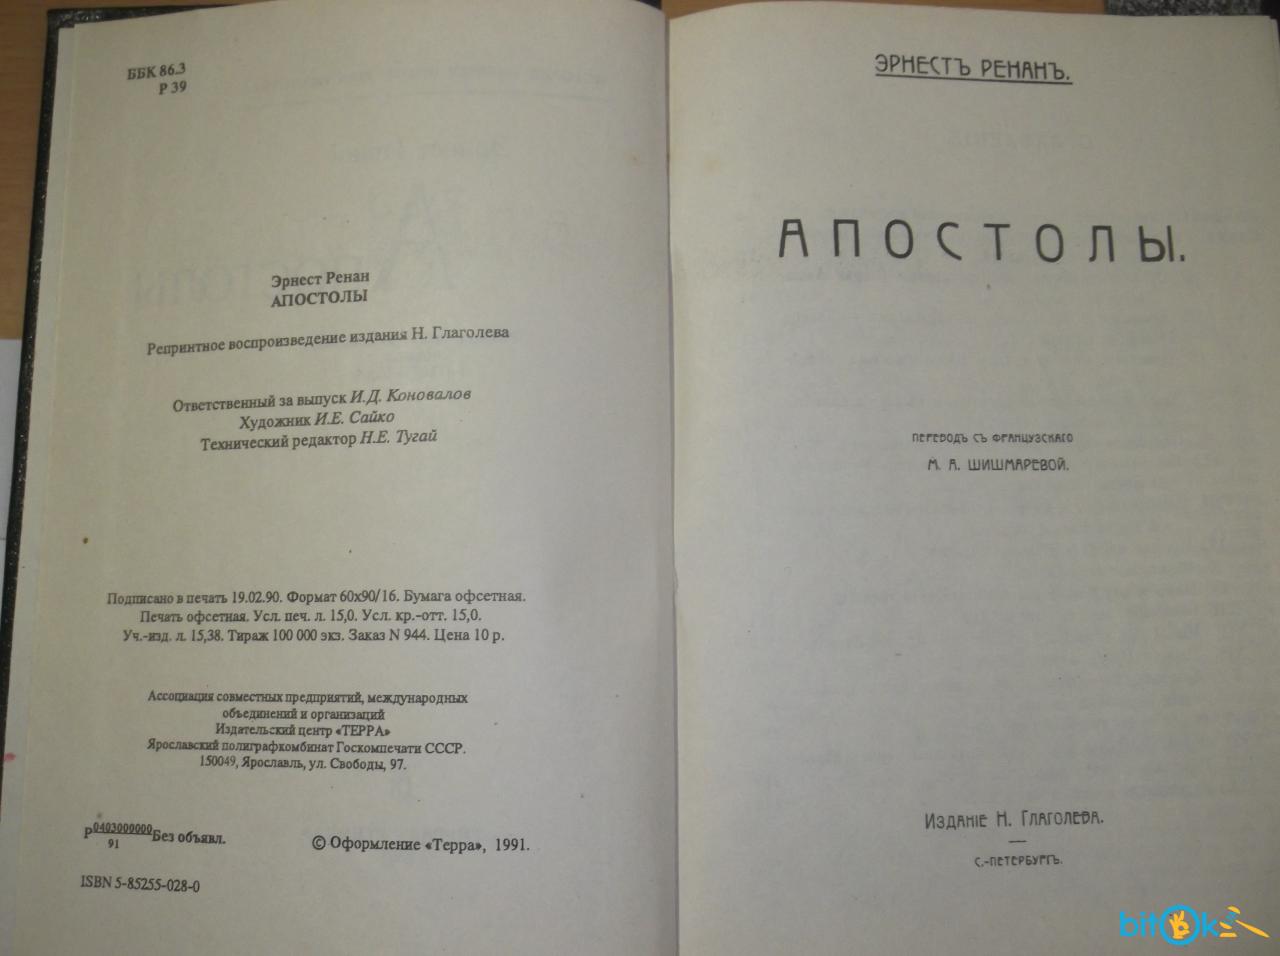 ББК 86.3
Р 39
Эрнест Ренан
АПОСТОЛЫ
Репринтное воспроизведение издания Н. Глаголева
Ответственный за выпуск И.Д. Коновалов
Художник И.Е. Сайко
Технический редактор Н.Е. Тугай
Подписано в печать 19.02.90. Формат 60х90/16. Бумага офсетная.
Печать офсетная. Усл. печ. л. 15,0. Усл. кр.-отт. 15,0.
Уч.-изд. л. 15,38. Тираж 100 000 экз. Заказ N 944. Цена 10 р.
Ассоциация совместных предприятий, международных
объединений и организаций
Издательский центр «ТЕРРА»
Ярославский полиграфкомбинат Госкомпечати СССР.
150049, Ярославль, ул. Свободы, 97.
Р 0403000000 Без объявл.
91
© Оформление «Терра», 1991.
ISBN 5-85255-028-0
ЭРНЕСТЪ РЕНАНЪ.
АПОСТОЛЫ.
ПЕРЕВОДЪ СЪ ФРАНЦУЗСКАГО
М. А. ШИШМАРЕВОЙ.
ИЗДАНІЕ Н. ГЛАГОЛЕВА.
С.-ПЕТЕРБУРГЪ.